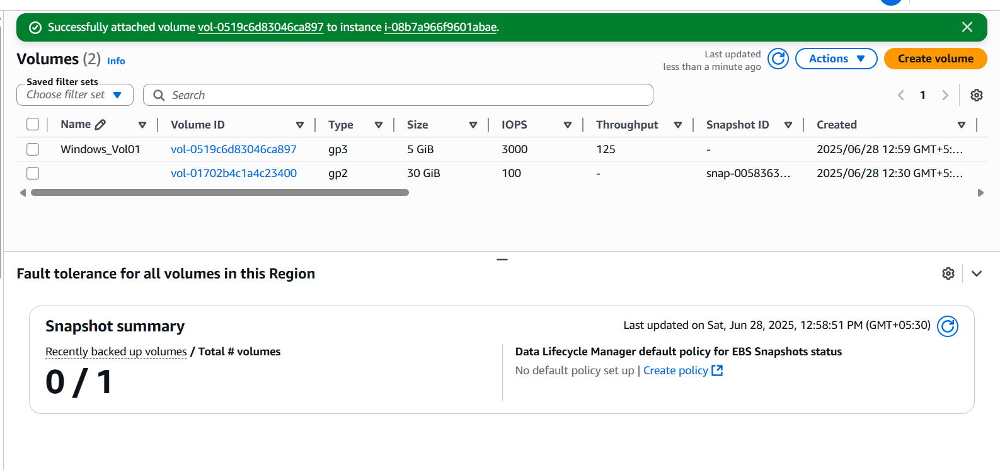 Successfully attached volume vol-0519c6d83046ca897 to instance i-08b7a966f9601abae.
Volumes (2) Info
Last updated
less than a minute ago
Actions
Create volume
Saved filter sets
Choose filter set
Search
1
Name Volume ID Type Size IOPS Throughput Snapshot ID Created
Windows_Vol01 vol-0519c6d83046ca897 gp3 5 GiB 3000 125 - 2025/06/28 12:59 GMT+5:...
vol-01702b4c1a4c23400 gp2 30 GiB 100 - snap-0058363... 2025/06/28 12:30 GMT+5:...
Fault tolerance for all volumes in this Region
Snapshot summary
Last updated on Sat, Jun 28, 2025, 12:58:51 PM (GMT+05:30)
Recently backed up volumes / Total # volumes
0 / 1
Data Lifecycle Manager default policy for EBS Snapshots status
No default policy set up | Create policy